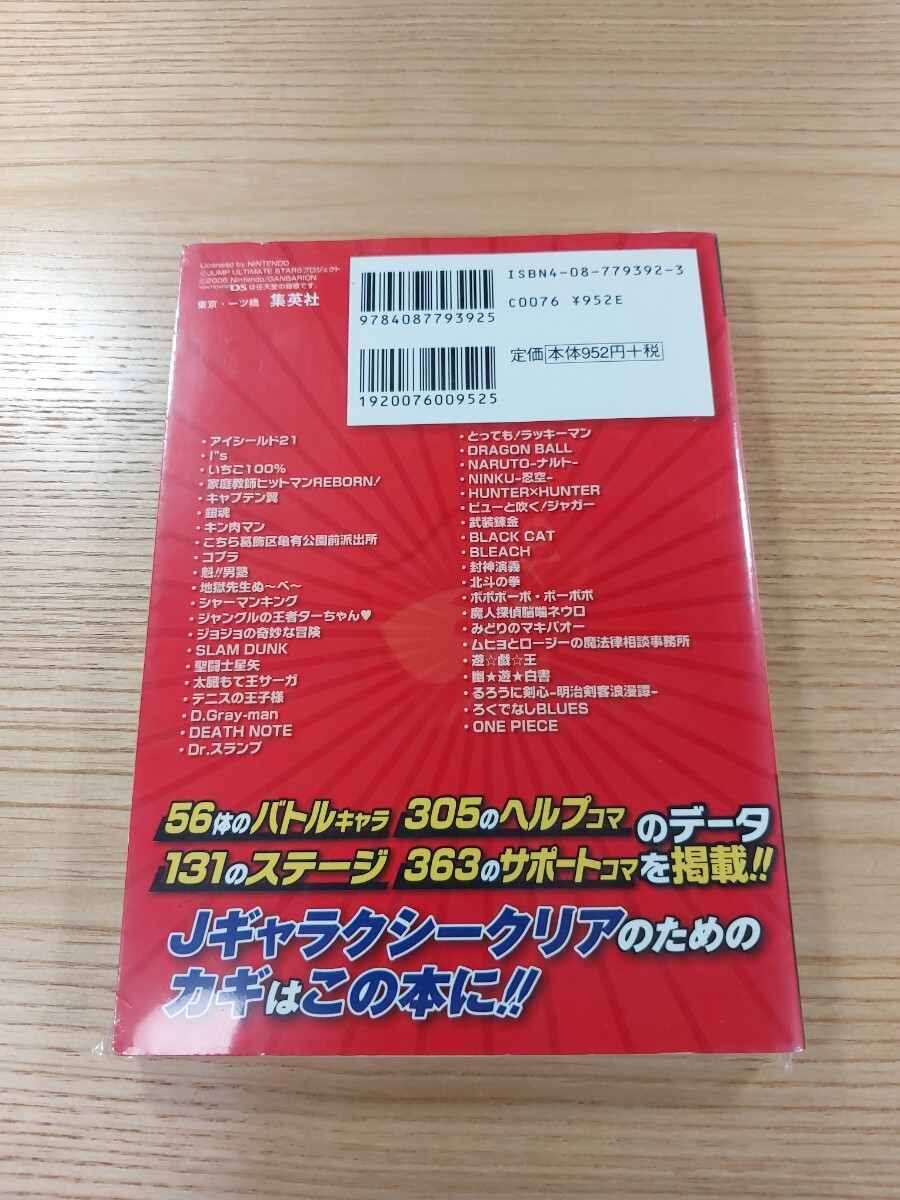 Licensed by NINTENDO
©JUMP ULTIMATE STARSプロジェクト
©2006 Nintendo/GANBARION
NINTENDO DSは任天堂の商標です。
東京・一ツ橋 集英社
9784087793925
1920076009525
ISBN4-08-779392-3
C0076 ¥952E
定価 本体952円+税
・アイシールド21
・I"s
・いちご100%
・家庭教師ヒットマンREBORN!
・キャプテン翼
・銀魂
・キン肉マン
・こちら葛飾区亀有公園前派出所
・コブラ
・魁!!男塾
・地獄先生ぬ〜べ〜
・シャーマンキング
・ジャングルの王者ターちゃん♥
・ジョジョの奇妙な冒険
・SLAM DUNK
・聖闘士星矢
・太臓もて王サーガ
・テニスの王子様
・D.Gray-man
・DEATH NOTE
・Dr.スランプ
・とっても!ラッキーマン
・DRAGON BALL
・NARUTO-ナルト-
・NINKU-忍空-
・HUNTER×HUNTER
・ピューと吹く!ジャガー
・武装錬金
・BLACK CAT
・BLEACH
・封神演義
・北斗の拳
・ボボボーボ・ボーボボ
・魔人探偵脳噛ネウロ
・みどりのマキバオー
・ムヒョとロージーの魔法律相談事務所
・遊☆戯☆王
・幽★遊★白書
・るろうに剣心-明治剣客浪漫譚-
・ろくでなしBLUES
・ONE PIECE
56体のバトルキャラ 305のヘルプコマ のデータ
131のステージ 363のサポートコマ を掲載!!
Jギャラクシークリアのための
カギはこの本に!!